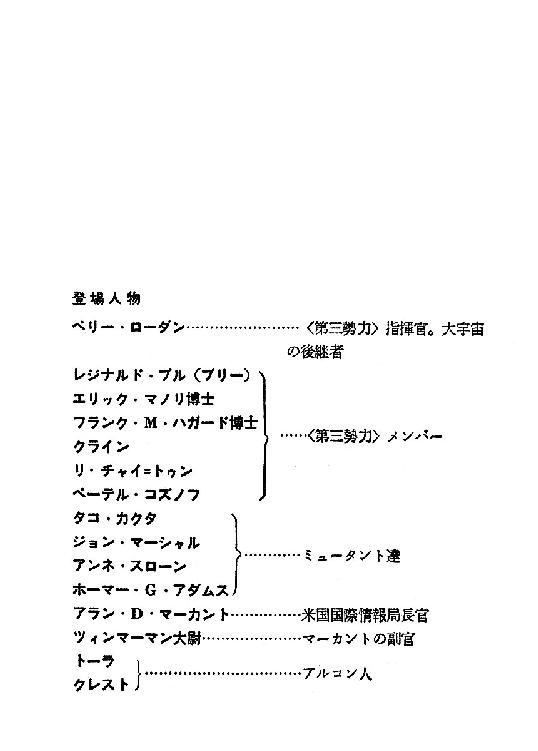 登場人物
ペリー・ローダン……………………〈第三勢力〉指揮官。大宇宙
の後継者
レジナルド・ブル（ブリー）
エリック・マノリ博士
フランク・M・ハガード博士
クライン
リ・チャイ=トゥン
ペーテル・コズノフ
……〈第三勢力〉メンバー
タコ・カクタ
ジョン・マーシャル
アンネ・スローン
ホーマー・G・アダムス
…………ミュータント達
アラン・D・マーカント……………米国国際情報局長官
ツィンマーマン大尉…………………マーカントの副官
トーラ
クレスト
……………………………アルコン人